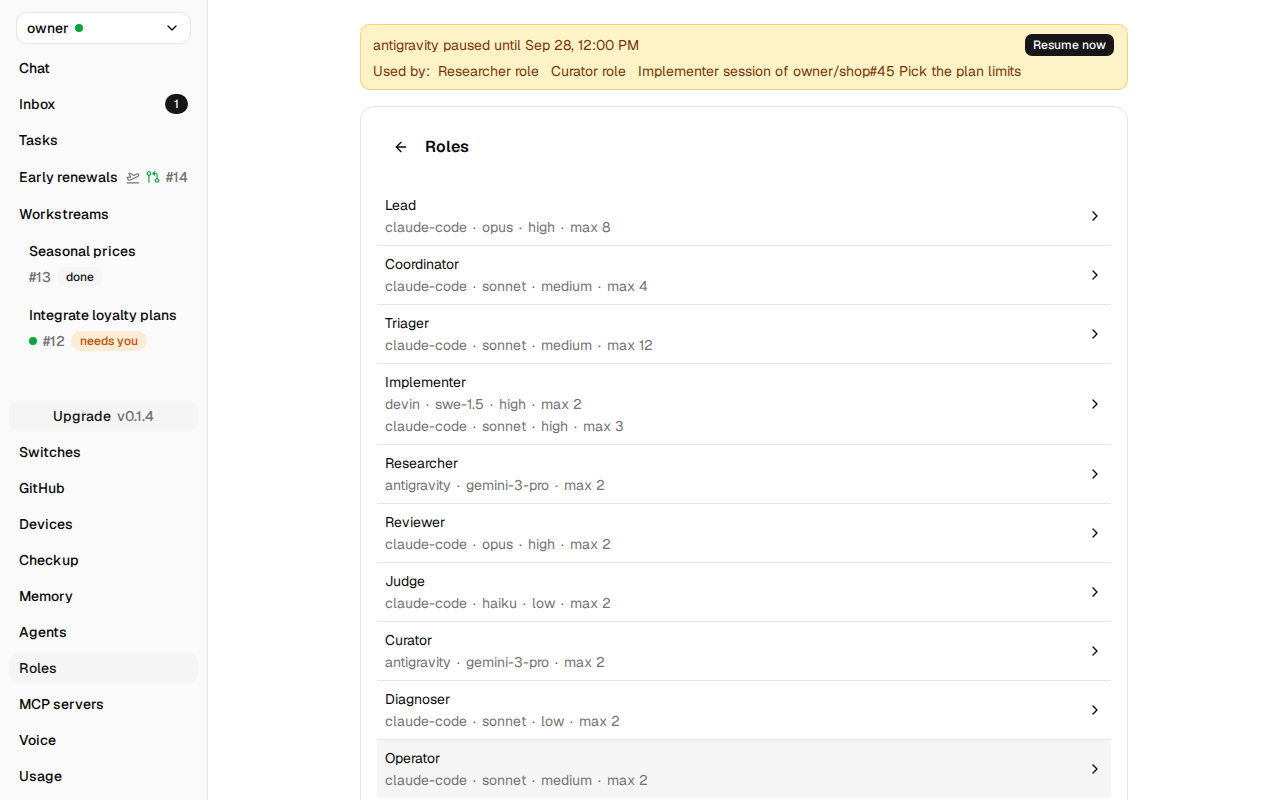 owner
Chat
Inbox 1
Tasks
Early renewals #14
Workstreams
Seasonal prices
#13 done
Integrate loyalty plans
#12 needs you
Upgrade v0.1.4
Switches
GitHub
Devices
Checkup
Memory
Agents
Roles
MCP servers
Voice
Usage
antigravity paused until Sep 28, 12:00 PM
Resume now
Used by: Researcher role Curator role Implementer session of owner/shop#45 Pick the plan limits
Roles
Lead
claude-code · opus · high · max 8
Coordinator
claude-code · sonnet · medium · max 4
Triager
claude-code · sonnet · medium · max 12
Implementer
devin · swe-1.5 · high · max 2
claude-code · sonnet · high · max 3
Researcher
antigravity · gemini-3-pro · max 2
Reviewer
claude-code · opus · high · max 2
Judge
claude-code · haiku · low · max 2
Curator
antigravity · gemini-3-pro · max 2
Diagnoser
claude-code · sonnet · low · max 2
Operator
claude-code · sonnet · medium · max 2